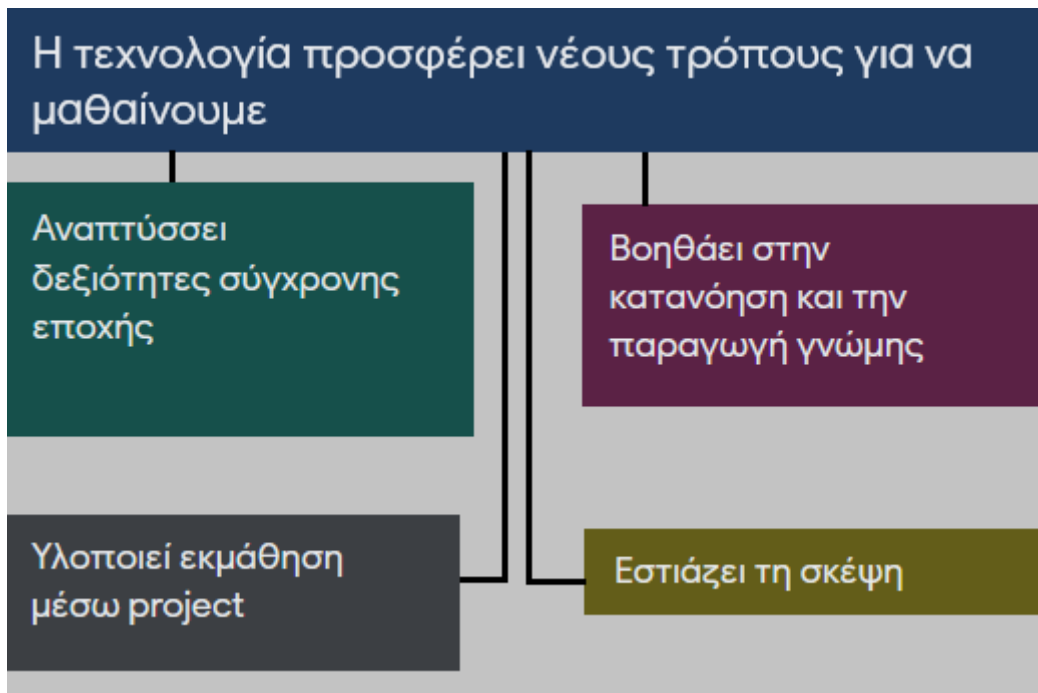 Η τεχνολογία προσφέρει νέους τρόπους για να
μαθαίνουμε
Αναπτύσσει
δεξιότητες σύγχρονης
εποχής
Βοηθάει στην
κατανόηση και την
παραγωγή γνώμης
Υλοποιεί εκμάθηση
μέσω project
Εστιάζει τη σκέψη